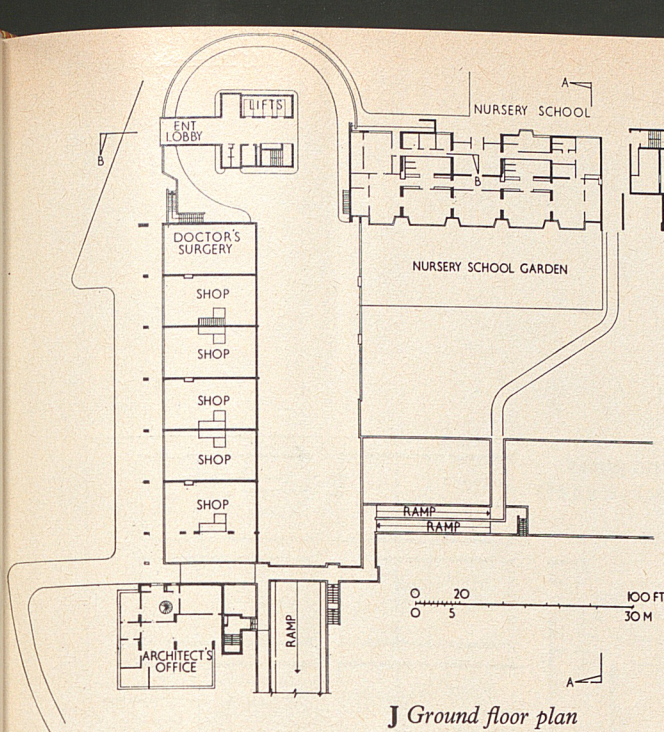 A
LIFTS
NURSERY SCHOOL
ENT
LOBBY
B
B
DOCTOR'S
SURGERY
NURSERY SCHOOL GARDEN
SHOP
SHOP
SHOP
SHOP
SHOP
RAMP
RAMP
0 20 100 FT
0 5 30 M
RAMP
ARCHITECT'S
OFFICE
A
J Ground floor plan